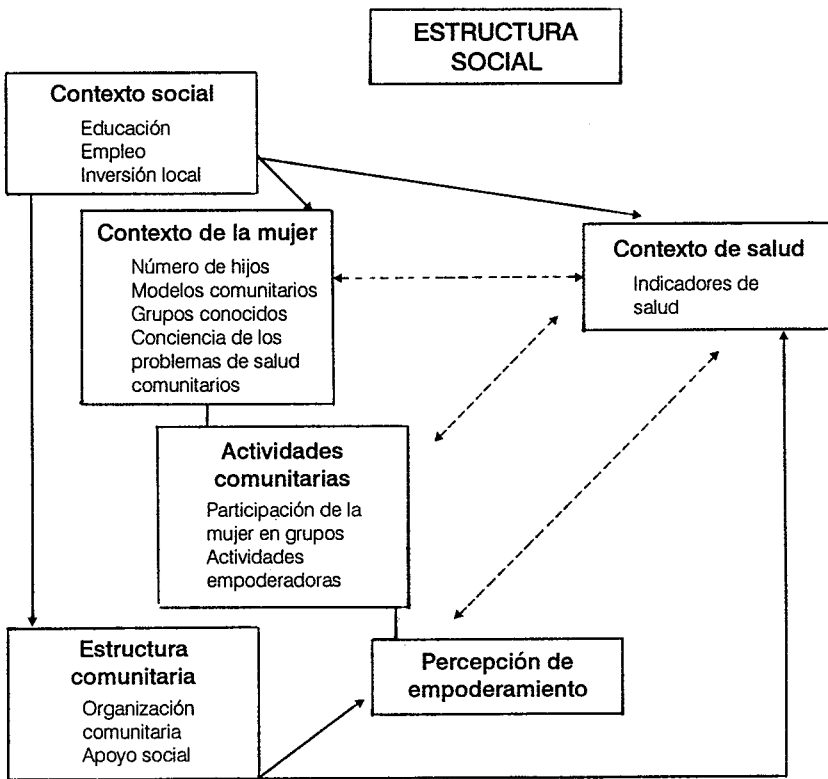 ESTRUCTURA
SOCIAL
Contexto social
Educación
Empleo
Inversión local
Contexto de la mujer
Número de hijos
Modelos comunitarios
Grupos conocidos
Conciencia de los
problemas de salud
comunitarios
Contexto de salud
Indicadores de
salud
Actividades
comunitarias
Participación de la
mujer en grupos
Actividades
empoderadoras
Estructura
comunitaria
Organización
comunitaria
Apoyo social
Percepción de
empoderamiento